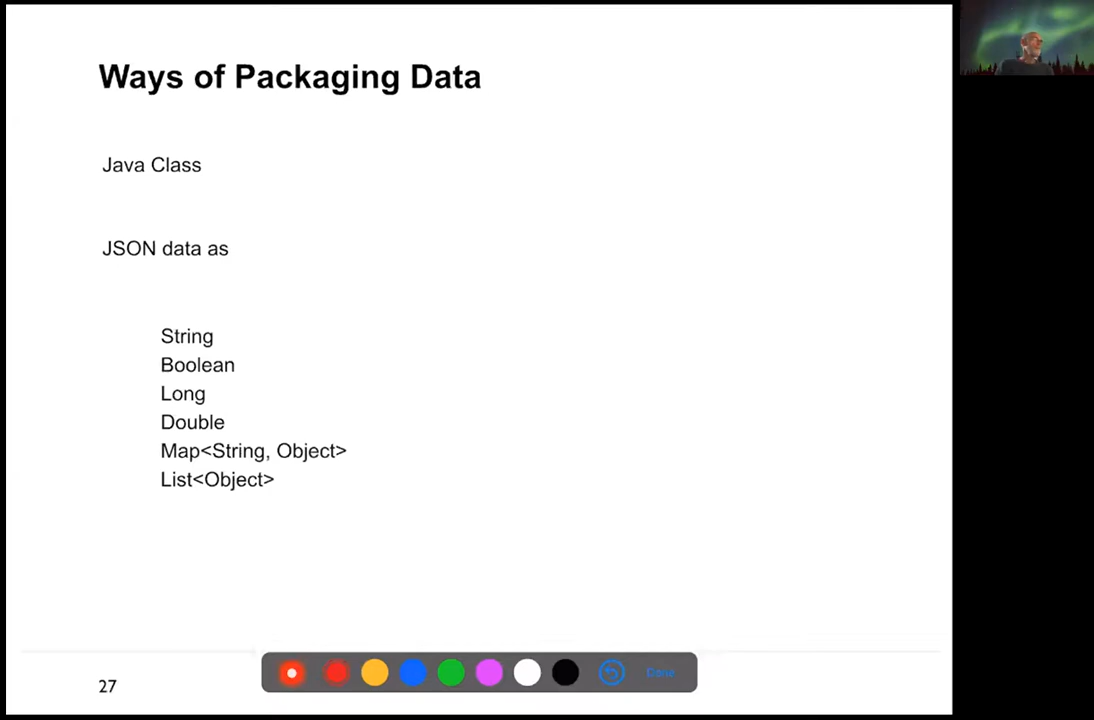 Ways of Packaging Data
Java Class
JSON data as
String
Boolean
Long
Double
Map<String, Object>
List<Object>
27
Done